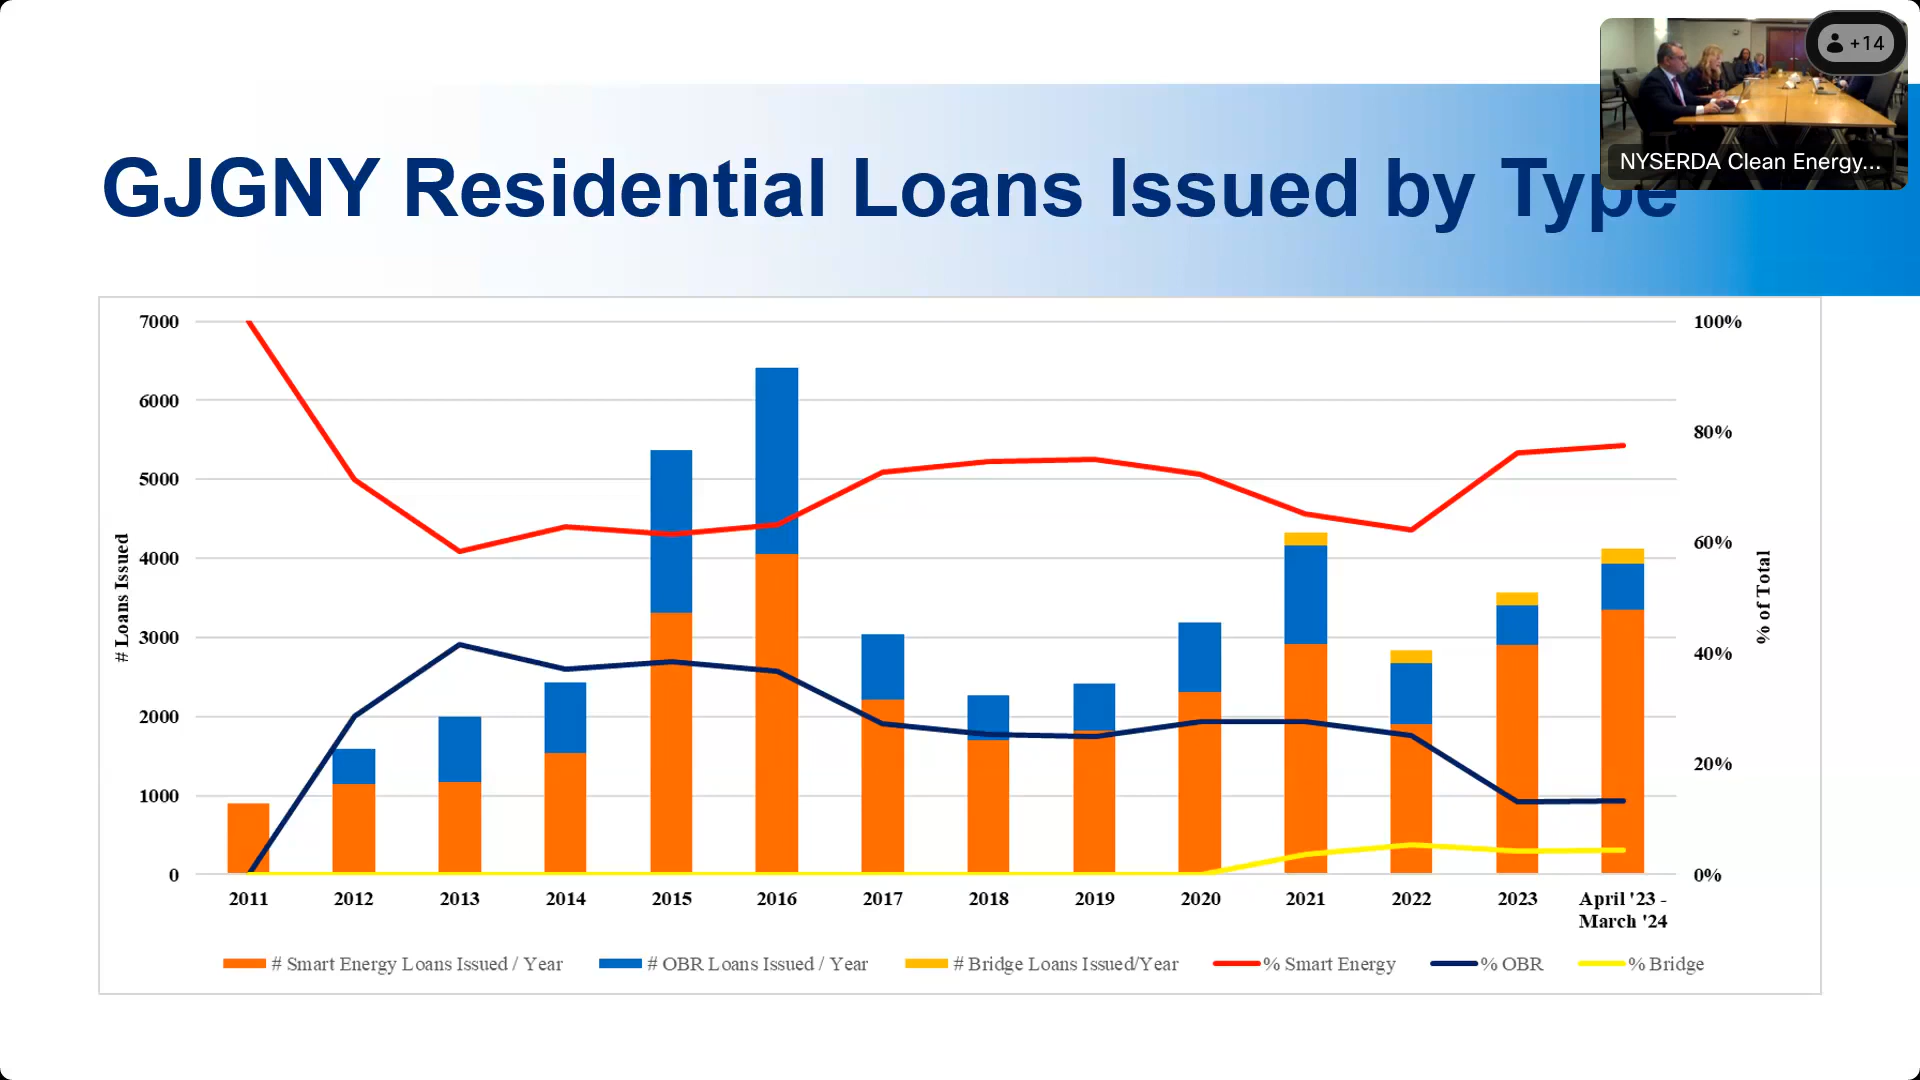 +14
NYSERDA Clean Energy...
GJGNY Residential Loans Issued by Type
7000
6000
5000
4000
3000
2000
1000
0
# Loans Issued
100%
80%
60%
40%
20%
0%
% of Total
2011 2012 2013 2014 2015 2016 2017 2018 2019 2020 2021 2022 2023 April '23 -
March '24
# Smart Energy Loans Issued / Year # OBR Loans Issued / Year # Bridge Loans Issued/Year % Smart Energy % OBR % Bridge